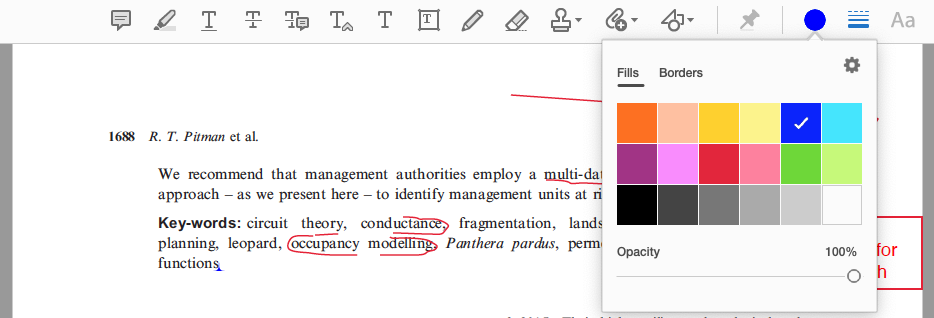 Aa
Fills Borders
1688 R. T. Pitman et al.
We recommend that management authorities employ a multi-dat
approach – as we present here – to identify management units at ri
Key-words: circuit theory, conductance, fragmentation, lands
planning, leopard, occupancy modelling, Panthera pardus, perm
functions
Opacity 100%
for
h